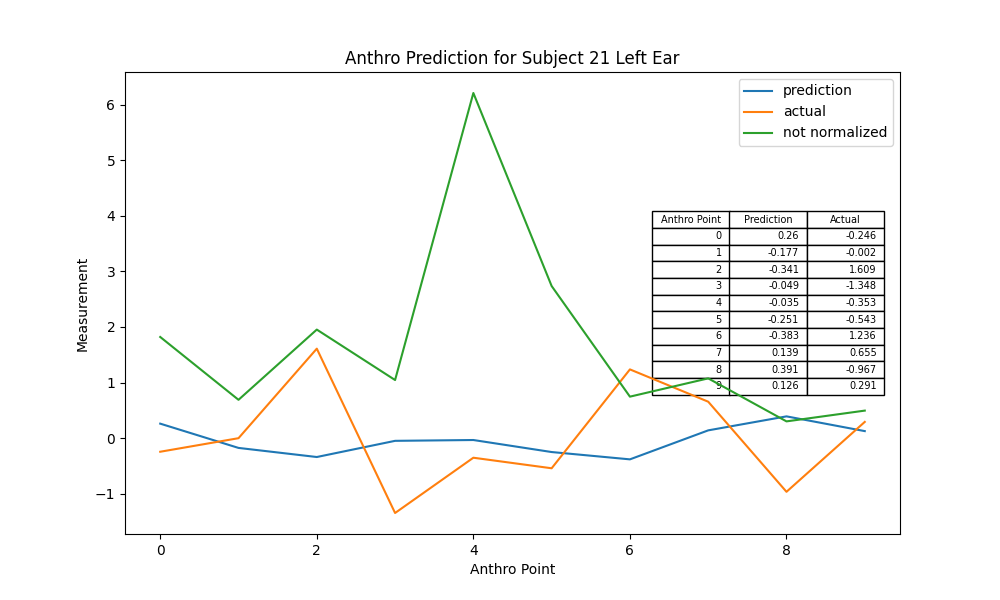 Anthro Prediction for Subject 21 Left Ear
prediction
actual
not normalized
Measurement
6
5
4
3
2
1
0
−1
Anthro Point Prediction Actual
0 0.26 -0.246
1 -0.177 -0.002
2 -0.341 1.609
3 -0.049 -1.348
4 -0.035 -0.353
5 -0.251 -0.543
6 -0.383 1.236
7 0.139 0.655
8 0.391 -0.967
9 0.126 0.291
0 2 4 6 8
Anthro Point